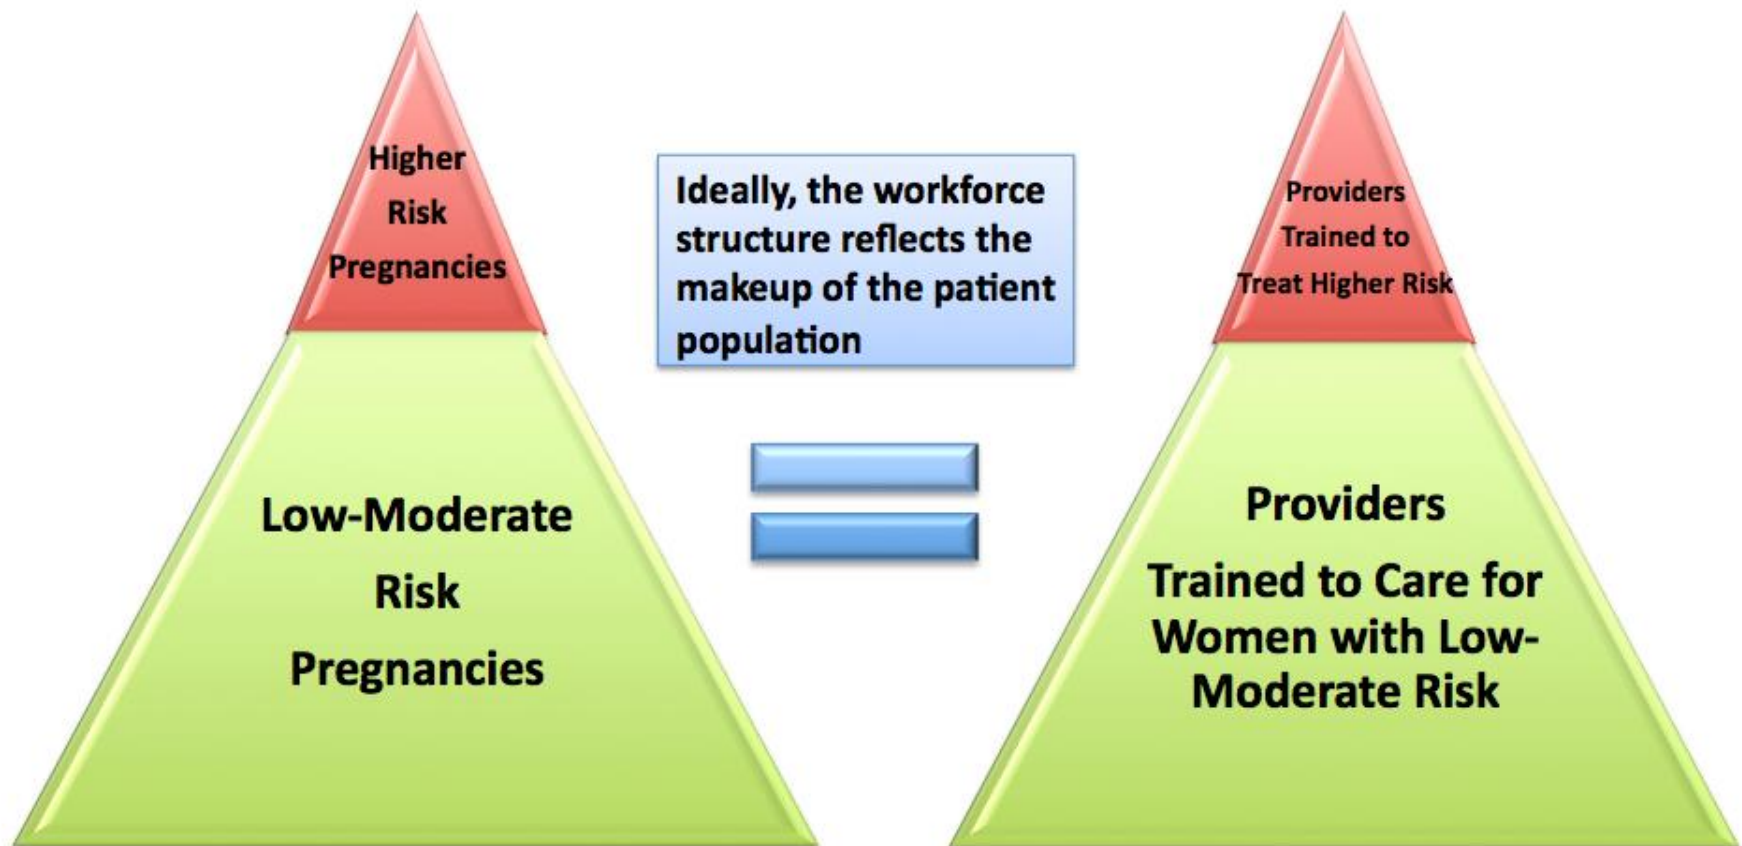 Higher
Risk
Pregnancies
Low-Moderate
Risk
Pregnancies
Ideally, the workforce
structure reflects the
makeup of the patient
population
Providers
Trained to
Treat Higher Risk
Providers
Trained to Care for
Women with Low-
Moderate Risk